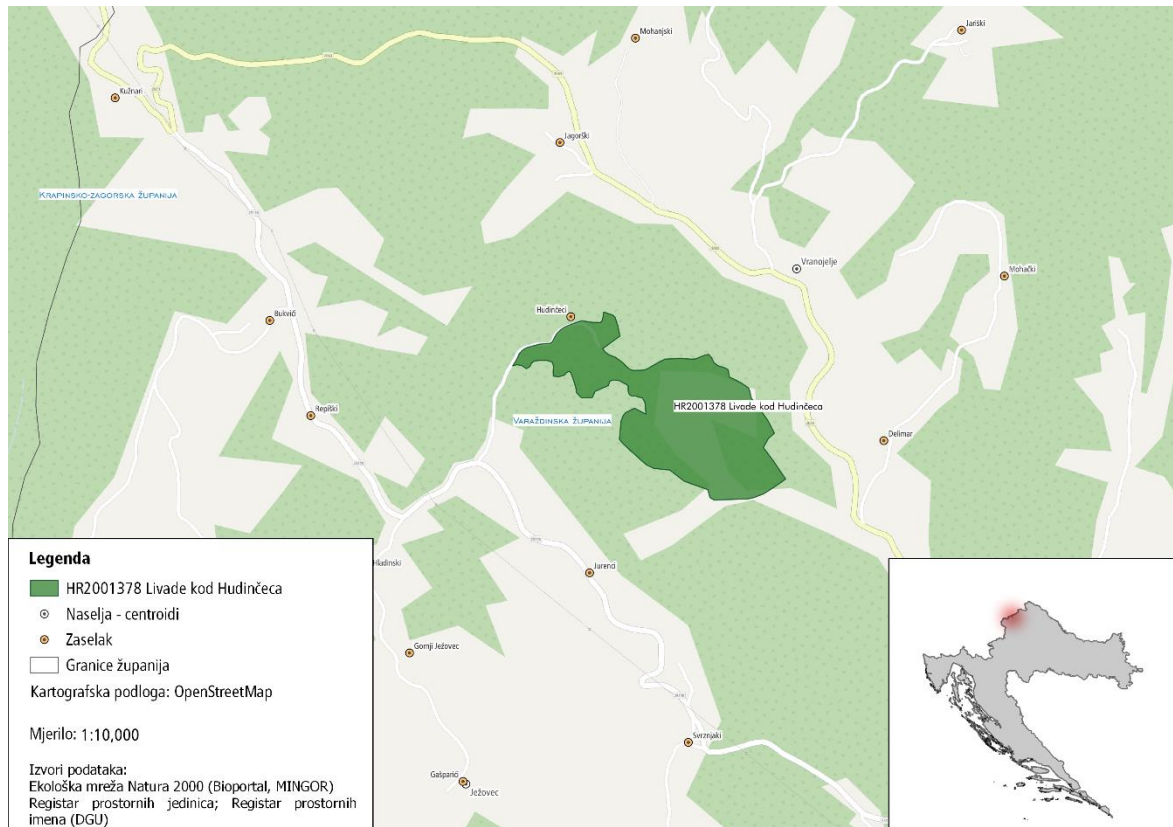 Mohanjski
Jariški
Kužnari
Jagorški
KRAPINSKO-ZAGORSKA ŽUPANIJA
Vranojelje
Mohački
Hudinčeci
Bukvići
HR2001378 Livade kod Hudinčeca
Repiški
VARAŽDINSKA ŽUPANIJA
Delimar
Hladinski
Jurenci
Gornji Ježovec
Svrznjaki
Gašparići
Ježovec
Legenda
HR2001378 Livade kod Hudinčeca
Naselja - centroidi
Zaselak
Granice županija
Kartografska podloga: OpenStreetMap
Mjerilo: 1:10,000
Izvori podataka:
Ekološka mreža Natura 2000 (Bioportal, MINGOR)
Registar prostornih jedinica; Registar prostornih
imena (DGU)